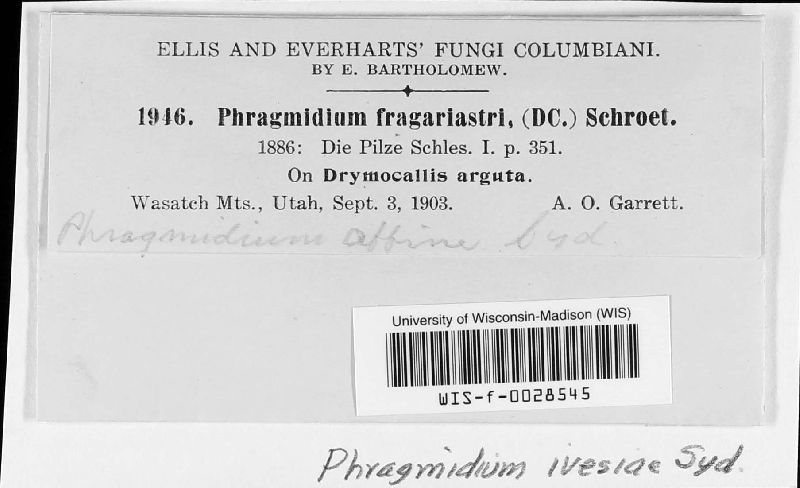 ELLIS AND EVERHARTS' FUNGI COLUMBIANI.
BY E. BARTHOLOMEW.
1946. Phragmidium fragariastri, (DC.) Schroet.
1886: Die Pilze Schles. I. p. 351.
On Drymocallis arguta.
Wasatch Mts., Utah, Sept. 3, 1903. A. O. Garrett.
Phragmidium affine Syd.
University of Wisconsin-Madison (WIS)
WIS-f-0028545
Phragmidium ivesiae Syd.